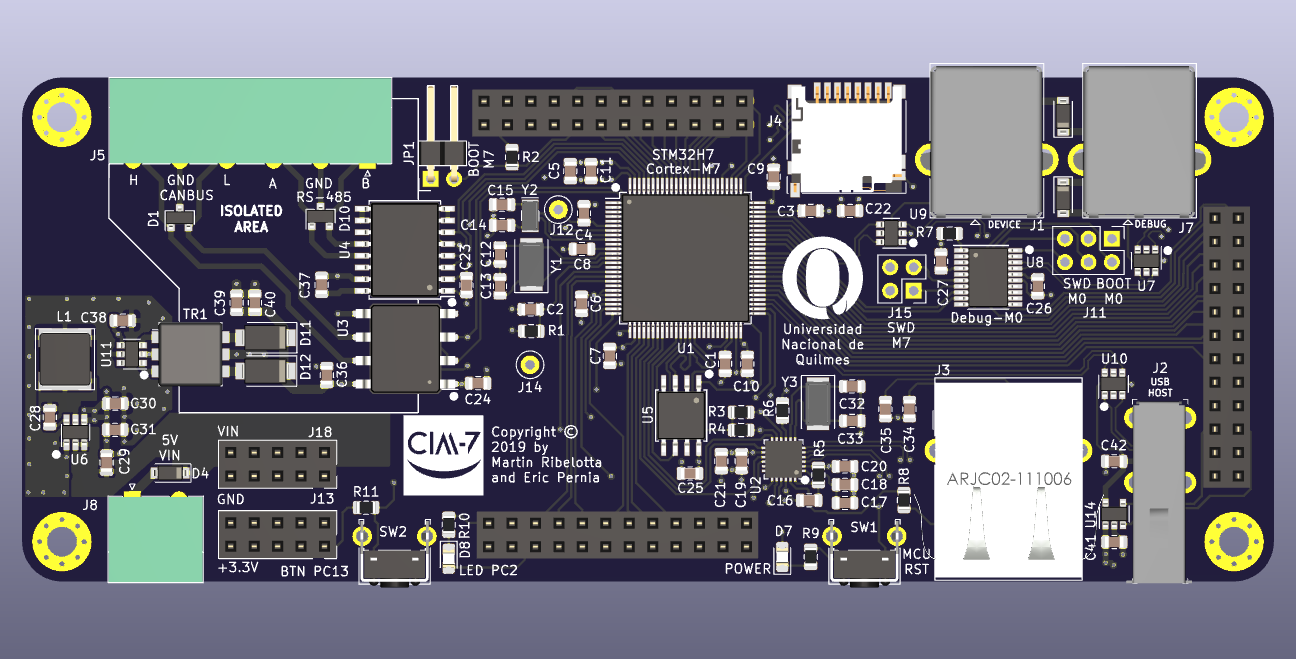 J5
H
GND
CANBUS
L
A
GND
RS-485
B
ISOLATED
AREA
D1
D10
U4
JP1
BOOT
M7
R2
C5
C11
STM32H7
Cortex-M7
J4
C9
C3
C22
C15
Y2
C14
J12
C4
C8
C12
C13
Y1
C23
C37
C39
C40
TR1
D11
D12
U3
C36
C24
C2
R1
J14
C6
C7
U1
C1
C10
L1
C38
U11
C28
C30
C31
C29
U6
5V
VIN
D4
J8
VIN
J18
GND
J13
+3.3V
BTN PC13
CIM-7
Copyright ©
2019 by
Martin Ribelotta
and Eric Pernia
R11
SW2
R10
D8
LED PC2
U5
R3
R4
C25
C21
C19
U2
R6
Y3
C32
C33
R5
C20
C18
C17
C16
C35
C34
R8
SW1
D7
R9
POWER
MCU
RST
Universidad
Nacional de
Quilmes
U9
R7
C27
J15
SWD
M7
DEVICE
J1
U8
C26
Debug-M0
DEBUG
J7
SWD BOOT
M0 M0
J11
U7
J3
ARJC02-111006
U10
J2
USB
HOST
C42
U14
C41